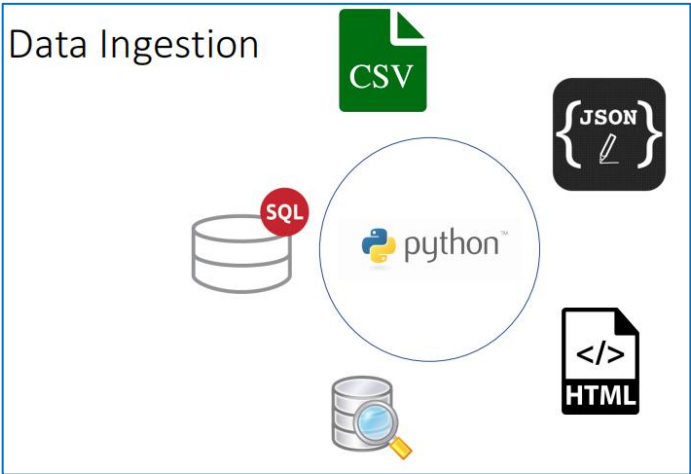 Data Ingestion
CSV
{JSON}
SQL
python™
</>
HTML